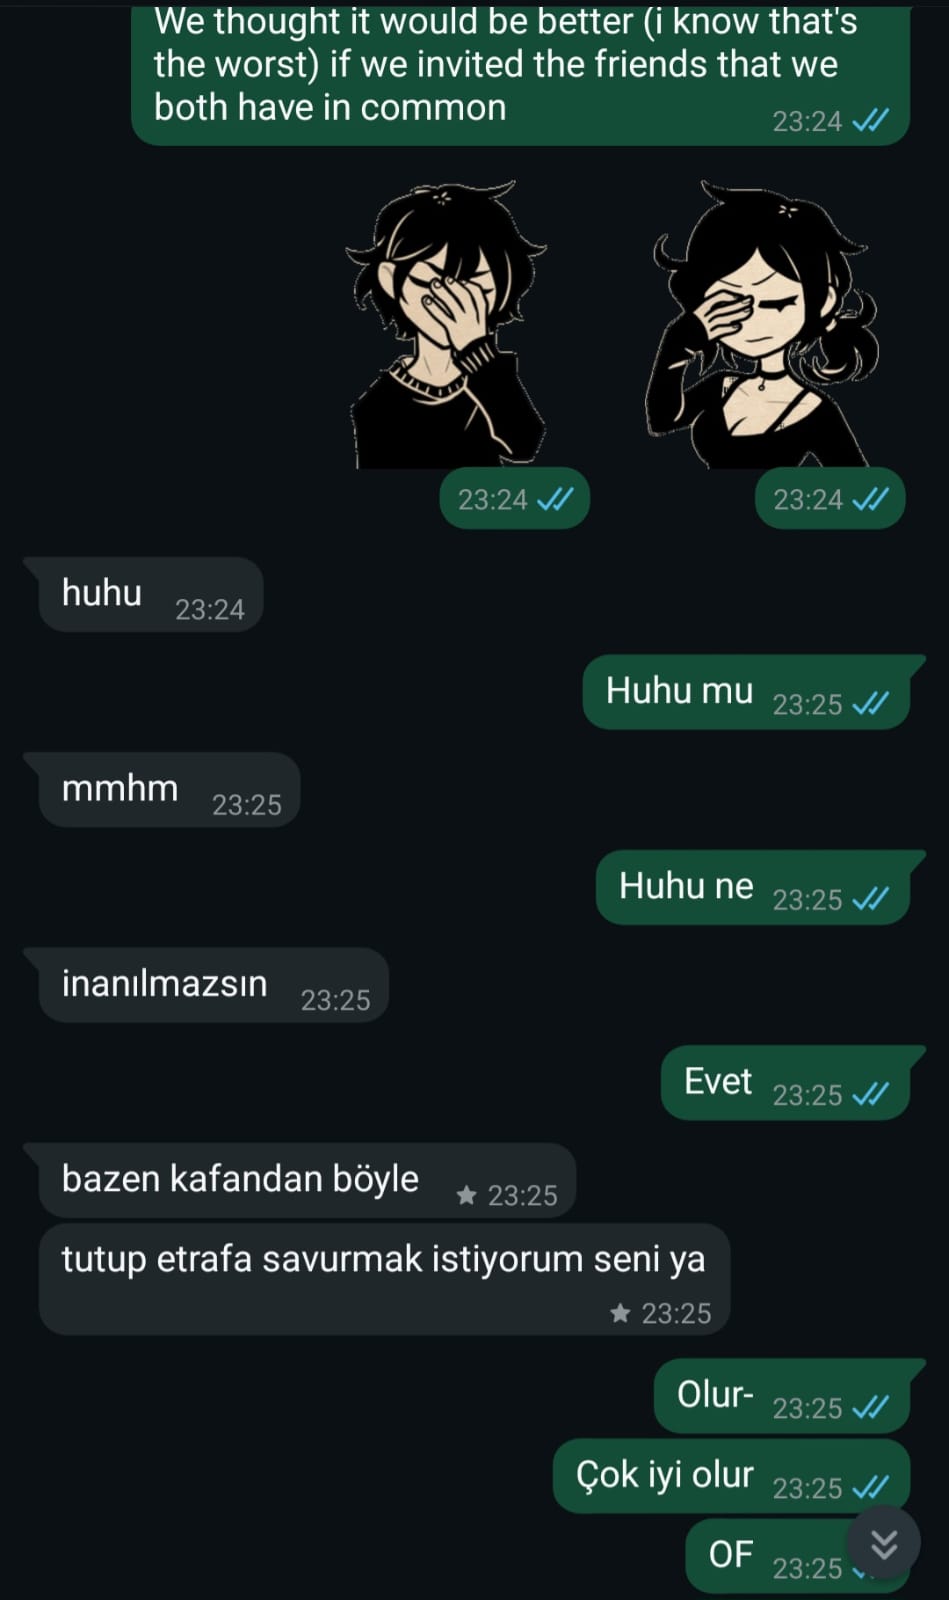 We thought it would be better (i know that's
the worst) if we invited the friends that we
both have in common
23:24
23:24
23:24
huhu
23:24
Huhu mu
23:25
mmhm
23:25
Huhu ne
23:25
inanılmazsın
23:25
Evet
23:25
bazen kafandan böyle
23:25
tutup etrafa savurmak istiyorum seni ya
23:25
Olur-
23:25
Çok iyi olur
23:25
OF
23:25